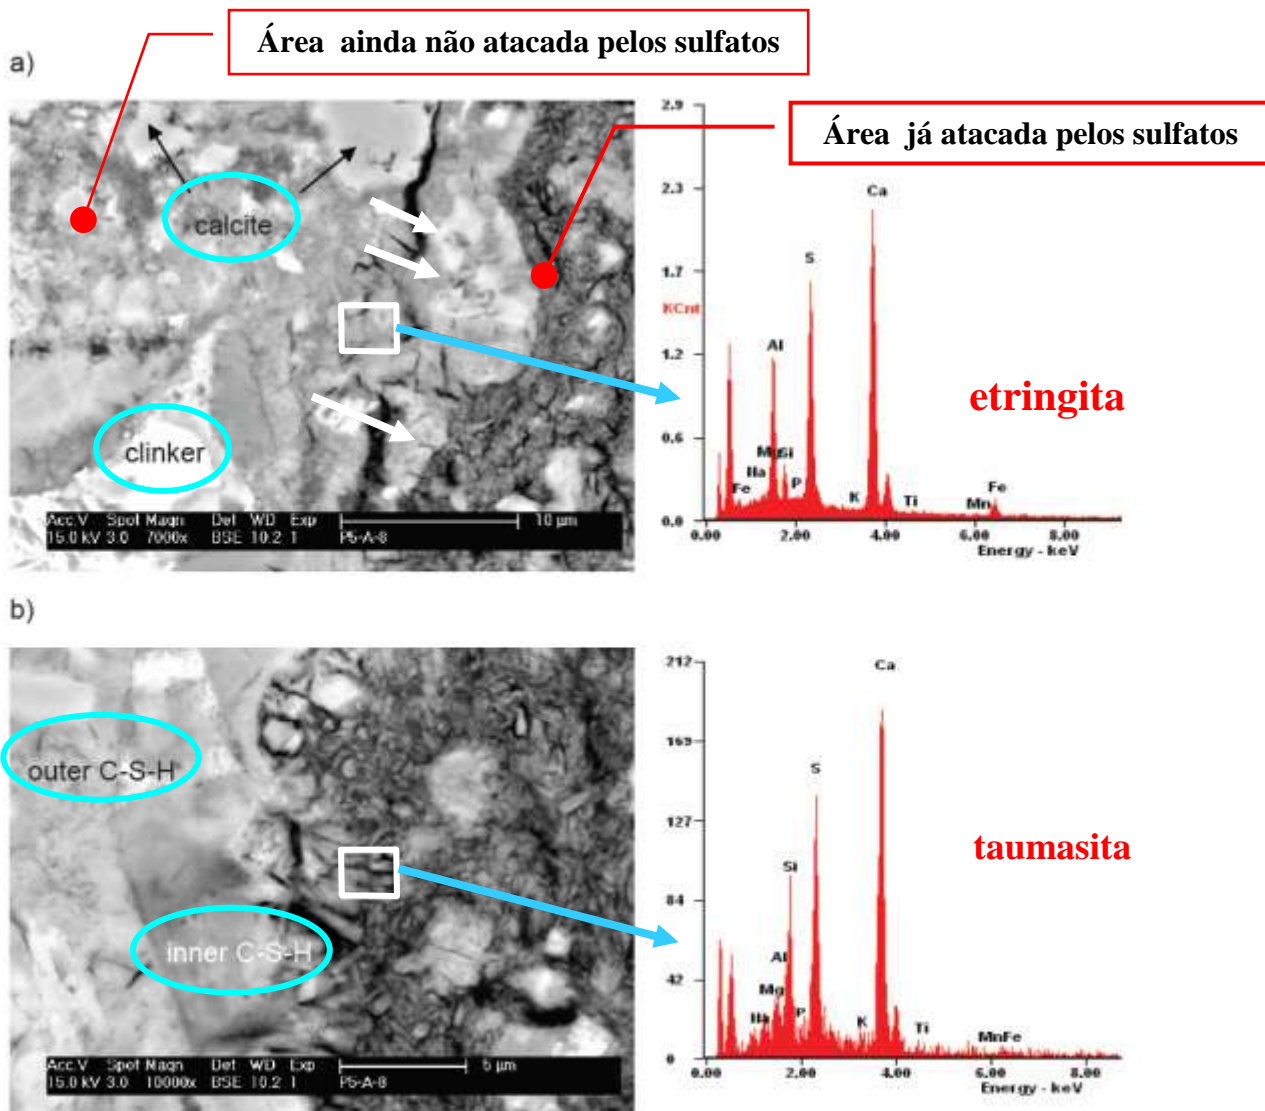 Área ainda não atacada pelos sulfatos
a)
Área já atacada pelos sulfatos
calcite
clinker
Acc.V Spot Magn Det WD Exp
15.0 kV 3.0 7000x BSE 10.2 1 P5-A-8
10 µm
2.9
2.3
1.7
KCnt
1.2
0.6
0.0
Ca
S
Al
Si
P
Fe
K
Ti
Mn
Fe
0.00 2.00 4.00 6.00 8.00
Energy - keV
etringita
b)
outer C-S-H
inner C-S-H
Acc.V Spot Magn Det WD Exp
15.0 kV 3.0 10000x BSE 10.2 1 P5-A-8
5 µm
212
169
127
84
42
0
Ca
S
Si
Al
Mg
P
K
Ti
MnFe
0.00 2.00 4.00 6.00 8.00
Energy - keV
taumasita